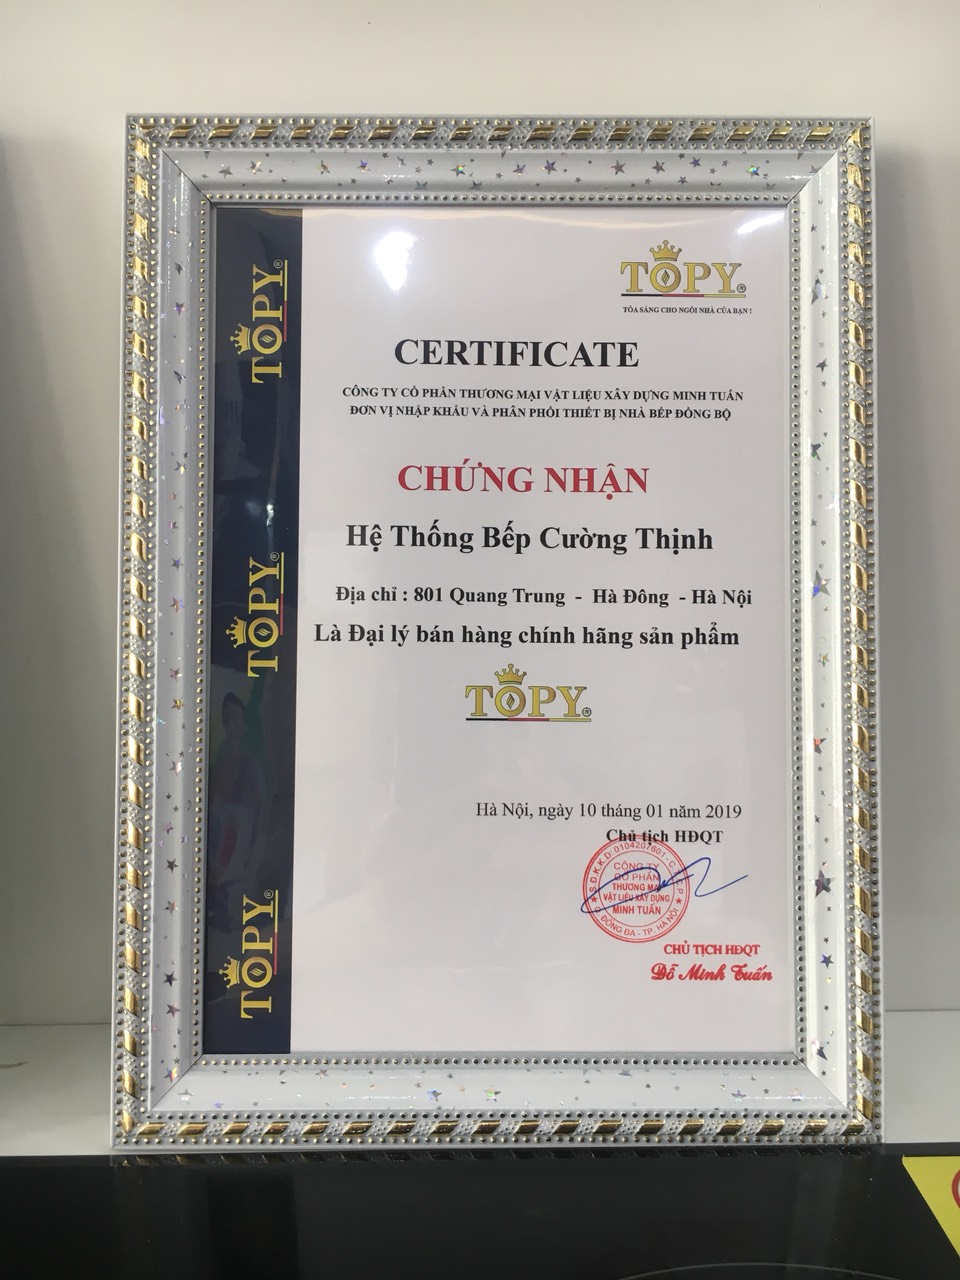 TOPY®
TỎA SÁNG CHO NGÔI NHÀ CỦA BẠN !
CERTIFICATE
CÔNG TY CỔ PHẦN THƯƠNG MẠI VẬT LIỆU XÂY DỰNG MINH TUẤN
ĐƠN VỊ NHẬP KHẨU VÀ PHÂN PHỐI THIẾT BỊ NHÀ BẾP ĐỒNG BỘ
CHỨNG NHẬN
Hệ Thống Bếp Cường Thịnh
Địa chỉ : 801 Quang Trung - Hà Đông - Hà Nội
Là Đại lý bán hàng chính hãng sản phẩm
TOPY®
Hà Nội, ngày 10 tháng 01 năm 2019
Chủ tịch HĐQT
S.Đ.K.K.D: 0104207601
CÔNG TY
CỔ PHẦN
THƯƠNG MẠI
VẬT LIỆU XÂY DỰNG
MINH TUẤN
ĐỐNG ĐA - TP. HÀ NỘI
CHỦ TỊCH HĐQT
Đỗ Minh Tuấn
TOPY®
TOPY®
TOPY®